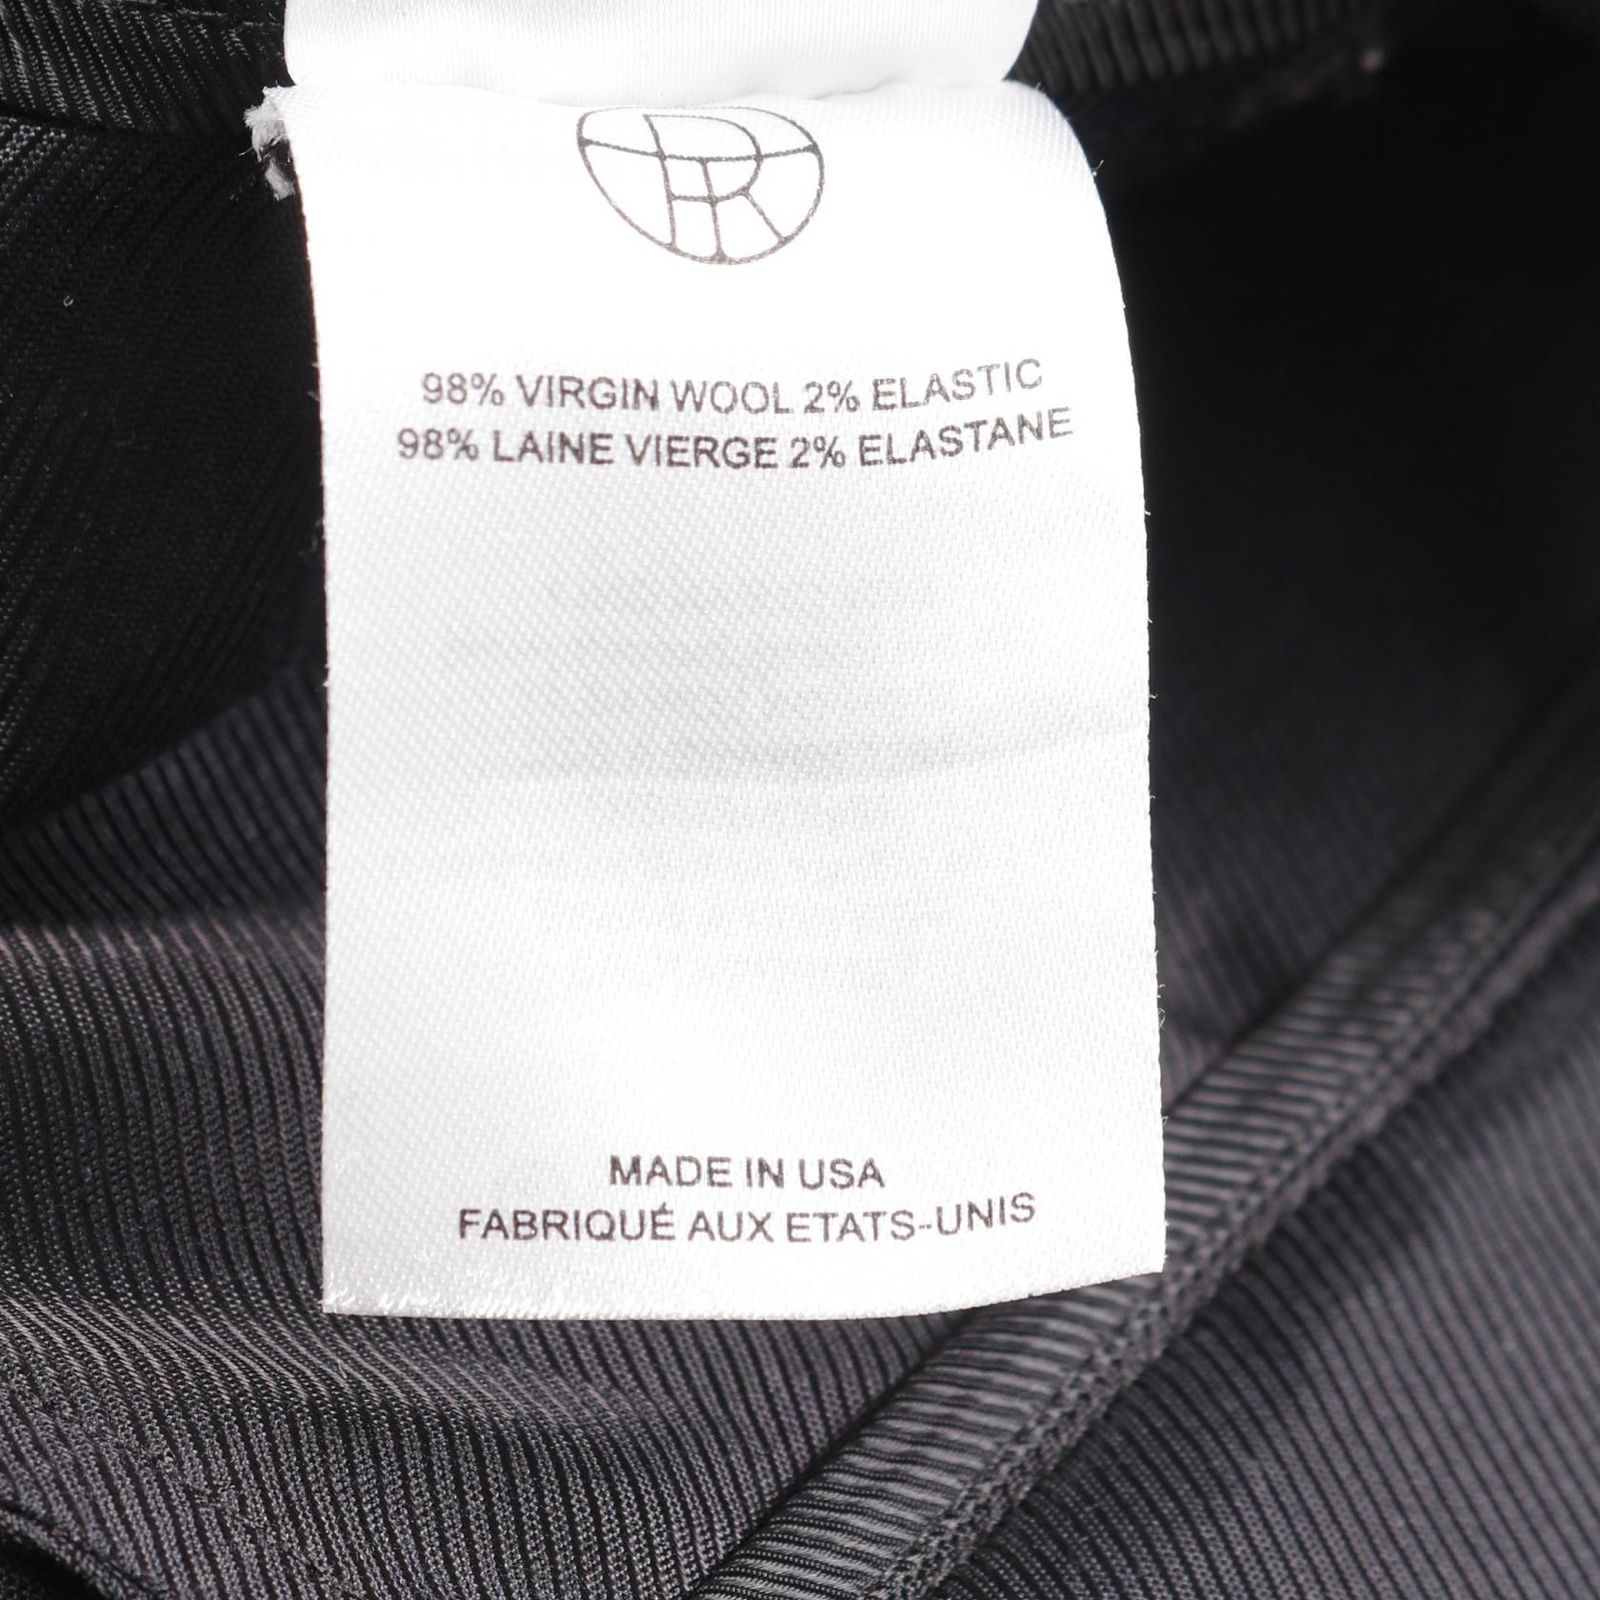 98% VIRGIN WOOL 2% ELASTIC
98% LAINE VIERGE 2% ELASTANE
MADE IN USA
FABRIQUÉ AUX ETATS-UNIS